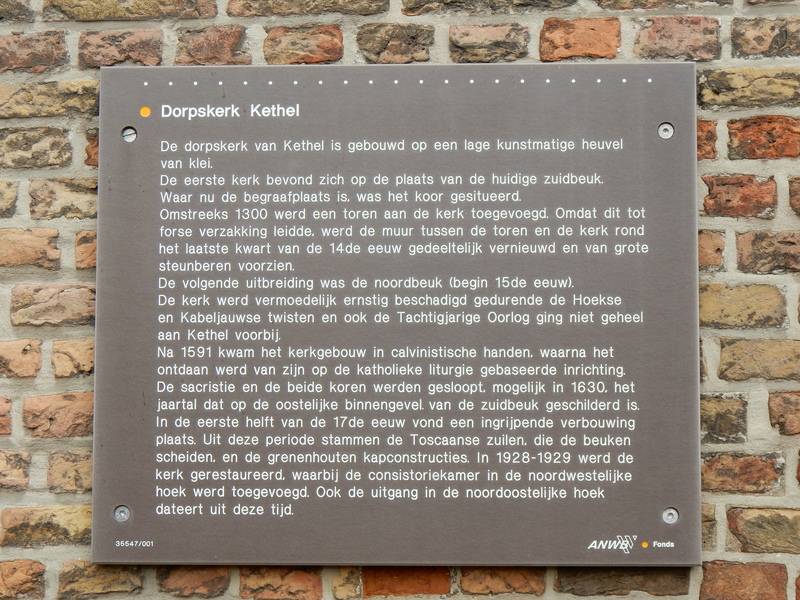 Dorpskerk Kethel
De dorpskerk van Kethel is gebouwd op een lage kunstmatige heuvel
van klei.
De eerste kerk bevond zich op de plaats van de huidige zuidbeuk.
Waar nu de begraafplaats is, was het koor gesitueerd.
Omstreeks 1300 werd een toren aan de kerk toegevoegd. Omdat dit tot
forse verzakking leidde, werd de muur tussen de toren en de kerk rond
het laatste kwart van de 14de eeuw gedeeltelijk vernieuwd en van grote
steunberen voorzien.
De volgende uitbreiding was de noordbeuk (begin 15de eeuw).
De kerk werd vermoedelijk ernstig beschadigd gedurende de Hoekse
en Kabeljauwse twisten en ook de Tachtigjarige Oorlog ging niet geheel
aan Kethel voorbij.
Na 1591 kwam het kerkgebouw in calvinistische handen, waarna het
ontdaan werd van zijn op de katholieke liturgie gebaseerde inrichting.
De sacristie en de beide koren werden gesloopt, mogelijk in 1630, het
jaartal dat op de oostelijke binnengevel van de zuidbeuk geschilderd is.
In de eerste helft van de 17de eeuw vond een ingrijpende verbouwing
plaats. Uit deze periode stammen de Toscaanse zuilen, die de beuken
scheiden, en de grenenhouten kapconstructies. In 1928-1929 werd de
kerk gerestaureerd, waarbij de consistoriekamer in de noordwestelijke
hoek werd toegevoegd. Ook de uitgang in de noordoostelijke hoek
dateert uit deze tijd.
35547/001
ANWB Fonds